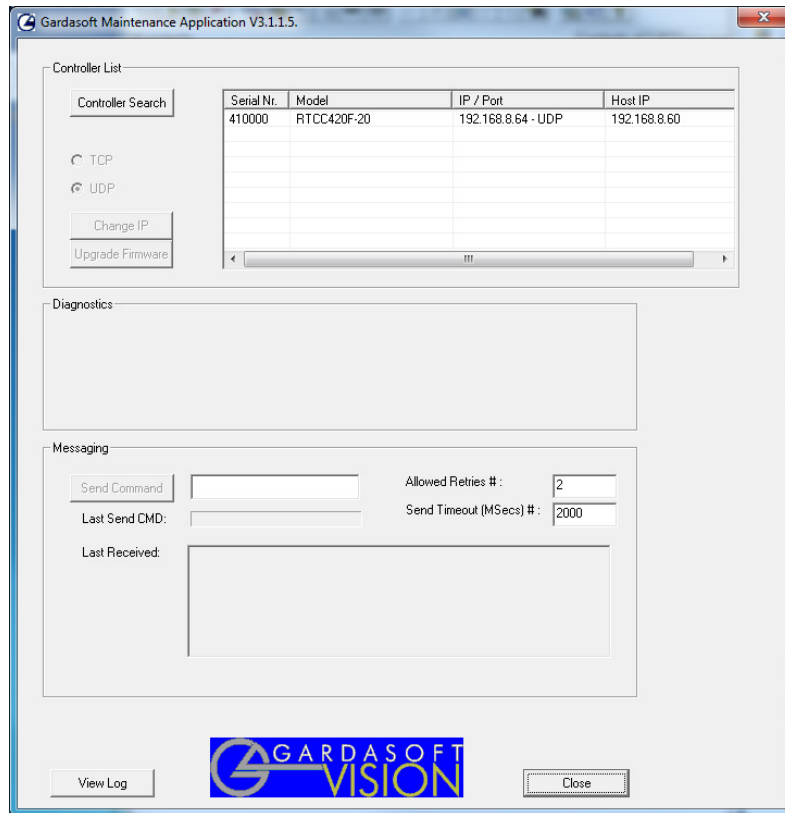 Gardasoft Maintenance Application V3.1.1.5.
Controller List
Controller Search
Serial Nr. Model IP / Port Host IP
410000 RTCC420F-20 192.168.8.64 - UDP 192.168.8.60
TCP
UDP
Change IP
Upgrade Firmware
Diagnostics
Messaging
Send Command
Allowed Retries # : 2
Last Send CMD:
Send Timeout (MSecs) # : 2000
Last Received:
View Log
GARDASOFT
VISION
Close